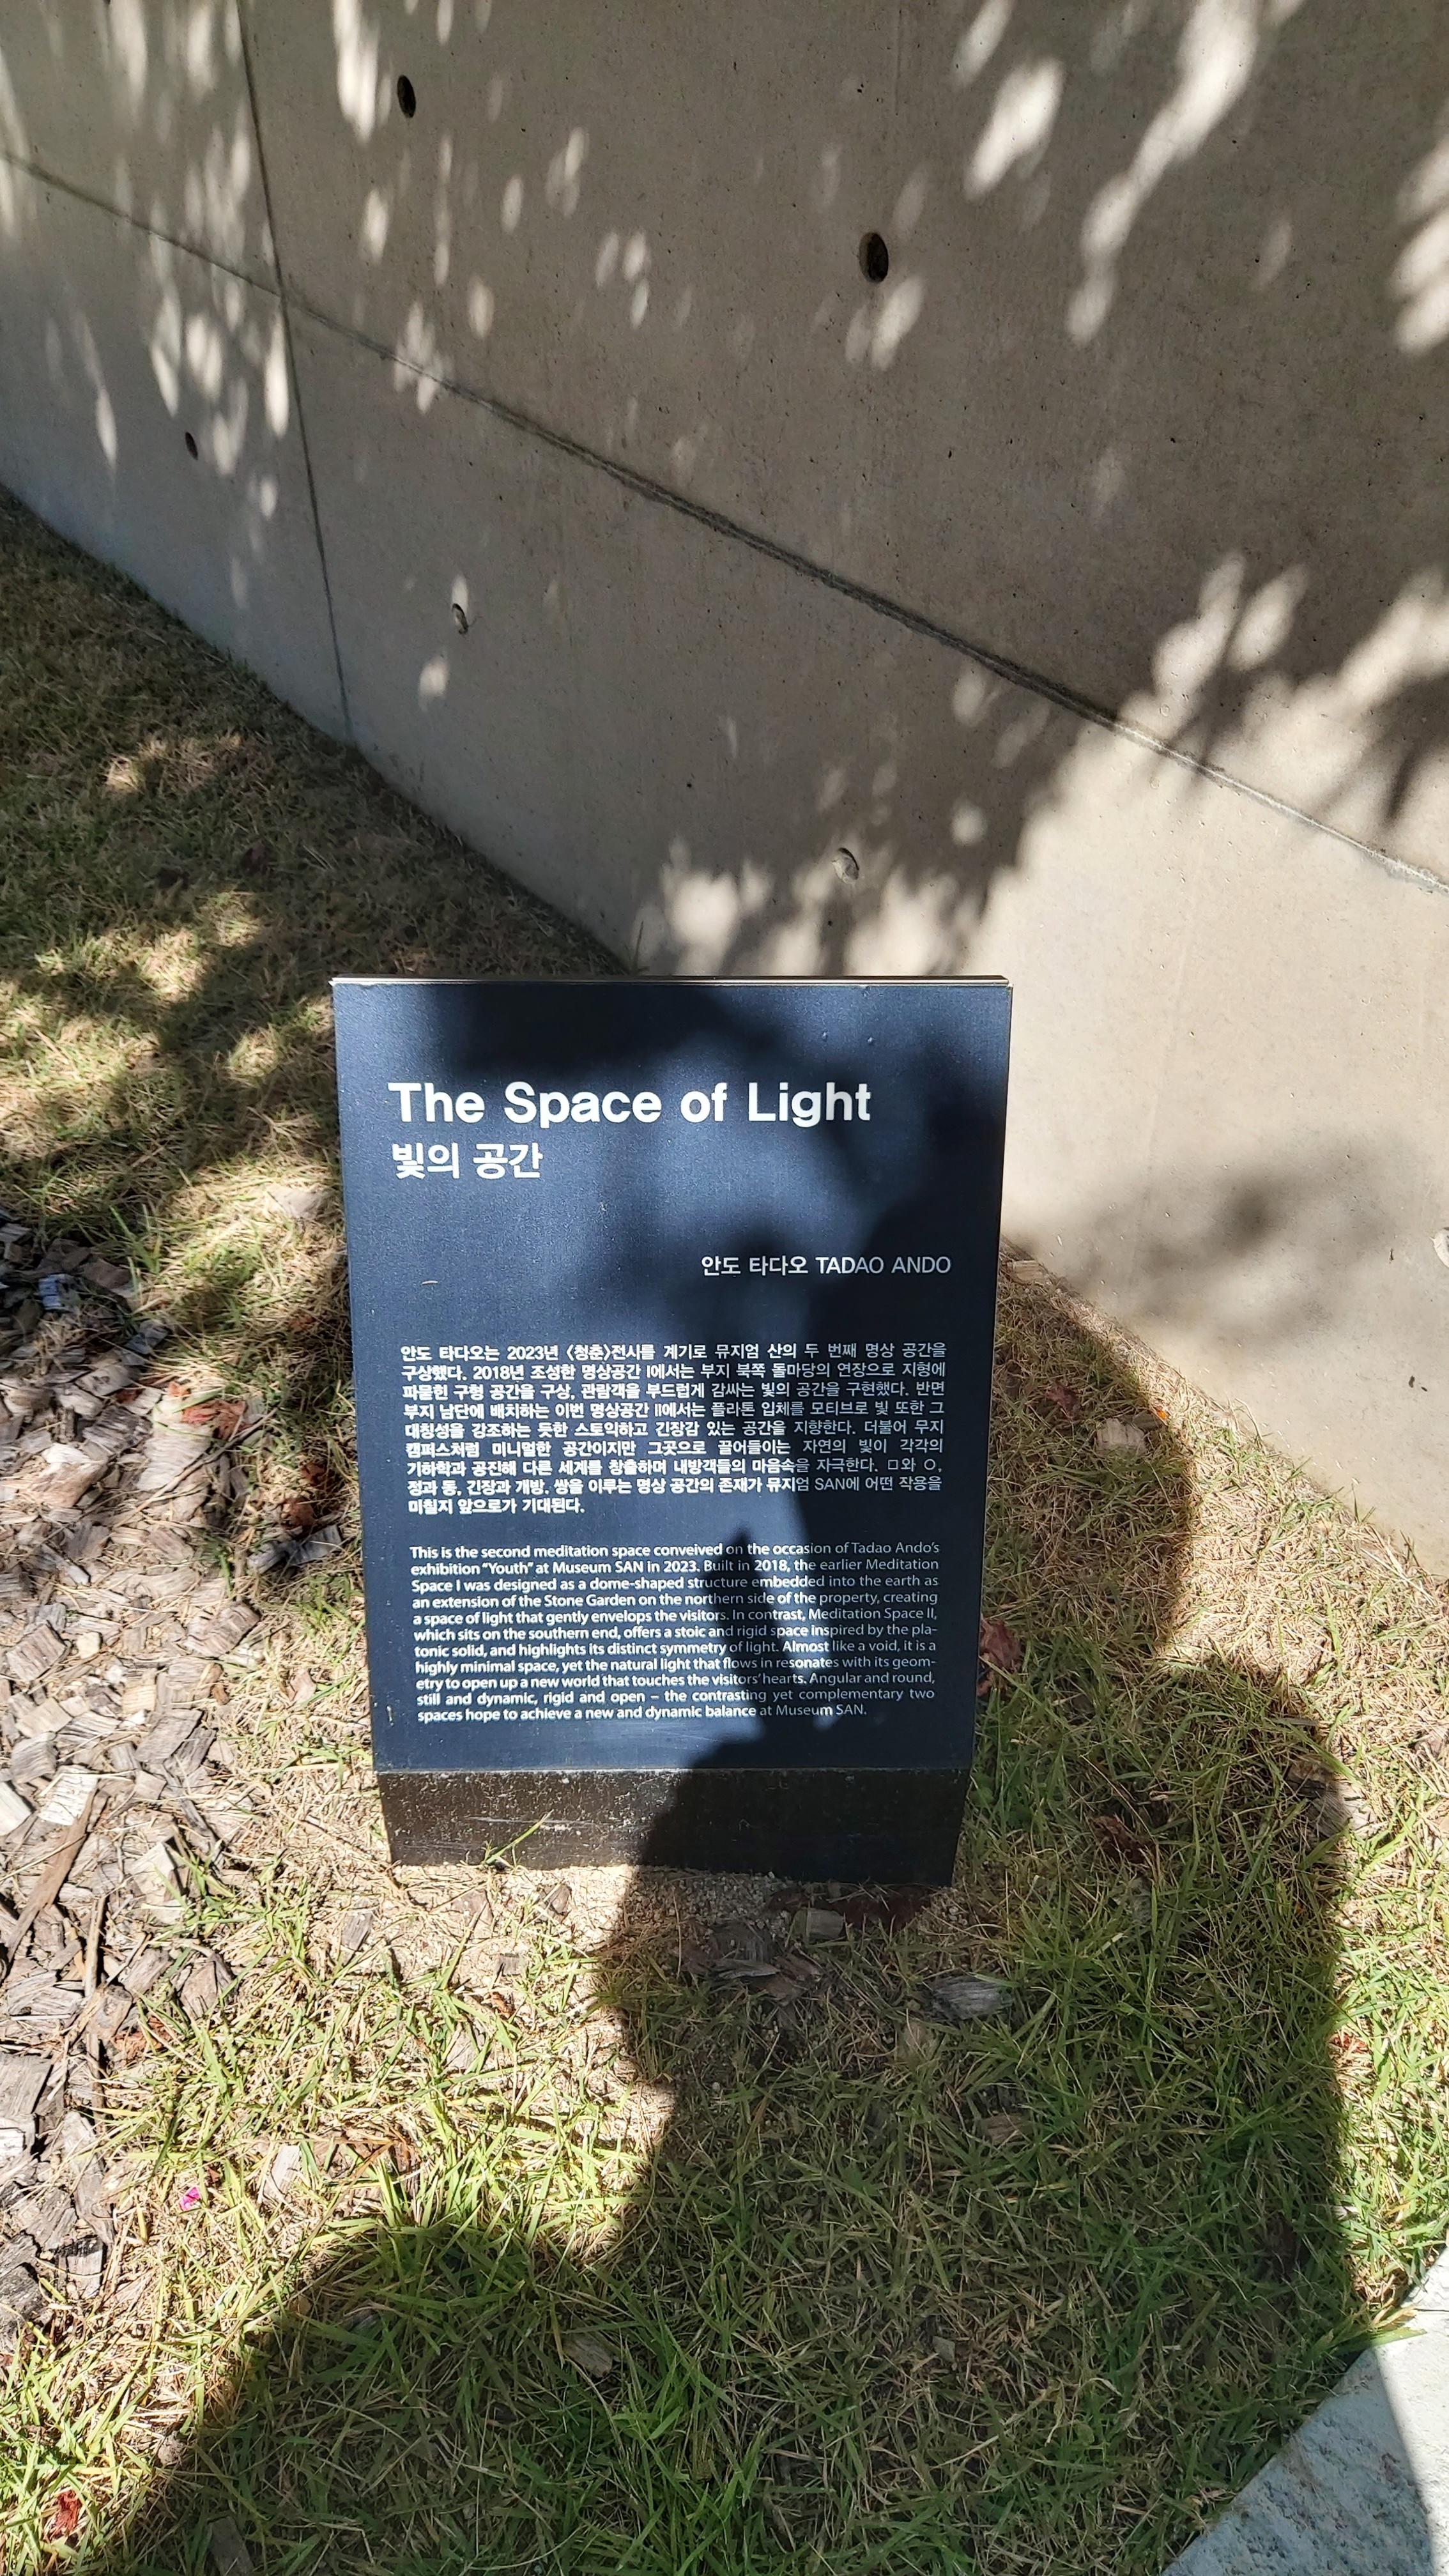 The Space of Light
빛의 공간
안도 타다오 TADAO ANDO
안도 타다오는 2023년 〈청춘〉전시를 계기로 뮤지엄 산의 두 번째 명상 공간을
구상했다. 2018년 조성한 명상공간 I에서는 부지 북쪽 돌마당의 연장으로 지형에
파묻힌 구형 공간을 구상, 관람객을 부드럽게 감싸는 빛의 공간을 구현했다. 반면
부지 남단에 배치하는 이번 명상공간 II에서는 플라톤 입체를 모티브로 빛 또한 그
대칭성을 강조하는 듯한 스토익하고 긴장감 있는 공간을 지향한다. 더불어 무지
캠퍼스처럼 미니멀한 공간이지만 그곳으로 끌어들이는 자연의 빛이 각각의
기하학과 공진해 다른 세계를 창출하며 내방객들의 마음속을 자극한다. □와 ○,
정과 동, 긴장과 개방, 쌍을 이루는 명상 공간의 존재가 뮤지엄 SAN에 어떤 작용을
미칠지 앞으로가 기대된다.
This is the second meditation space conveived on the occasion of Tadao Ando's
exhibition "Youth" at Museum SAN in 2023. Built in 2018, the earlier Meditation
Space I was designed as a dome-shaped structure embedded into the earth as
an extension of the Stone Garden on the northern side of the property, creating
a space of light that gently envelops the visitors. In contrast, Meditation Space II,
which sits on the southern end, offers a stoic and rigid space inspired by the pla-
tonic solid, and highlights its distinct symmetry of light. Almost like a void, it is a
highly minimal space, yet the natural light that flows in resonates with its geom-
etry to open up a new world that touches the visitors' hearts. Angular and round,
still and dynamic, rigid and open – the contrasting yet complementary two
spaces hope to achieve a new and dynamic balance at Museum SAN.